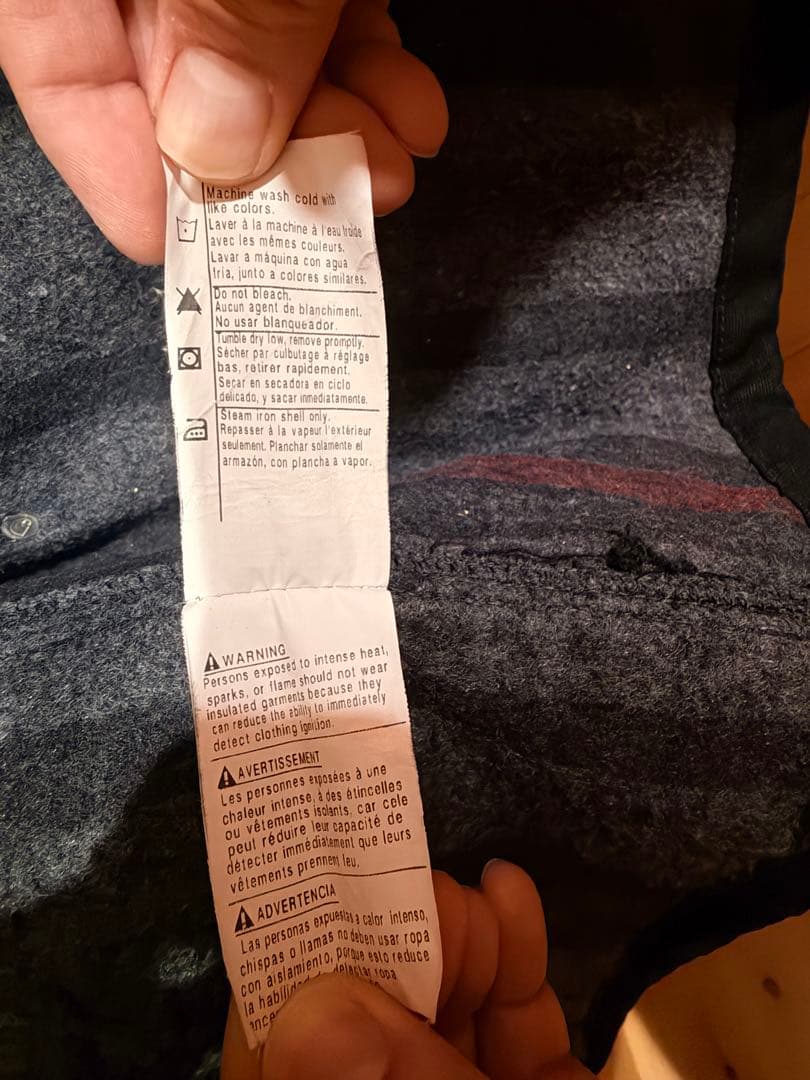 Machine wash cold with
like colors.
Laver à la machine à l'eau froide
avec les mêmes couleurs.
Lavar a máquina con agua
fria, junto a colores similares.
Do not bleach.
Aucun agent de blanchiment.
No usar blanqueador.
Tumble dry low, remove promptly.
Sécher par culbutage à réglage
bas, retirer rapidement.
Secar en secadora en ciclo
delicado, y sacar inmediatamente.
Steam iron shell only.
Repasser à la vapeur l'extérieur
seulement. Planchar solamente el
armazón, con plancha a vapor.
WARNING
Persons exposed to intense heat,
sparks, or flame should not wear
insulated garments because they
can reduce the ability to immediately
detect clothing ignition.
AVERTISSEMENT
Les personnes exposées à une
chaleur intense, à des étincelles
ou vêtements isolants, car cele
peut réduire leur capacité de
détecter immédiatement que leurs
vêtements prennent feu.
ADVERTENCIA
Las personas expuestas a calor intenso,
chispas o llamas no deben usar ropa
con aislamiento, porque esto reduce
la detectar ropa